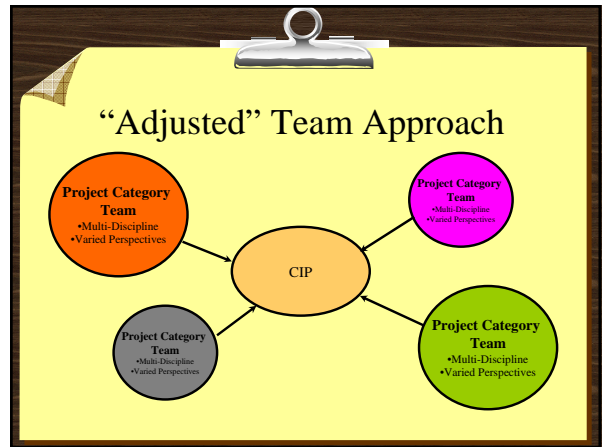 “Adjusted” Team Approach
Project Category
Team
•Multi-Discipline
•Varied Perspectives
Project Category
Team
•Multi-Discipline
•Varied Perspectives
CIP
Project Category
Team
•Multi-Discipline
•Varied Perspectives
Project Category
Team
•Multi-Discipline
•Varied Perspectives